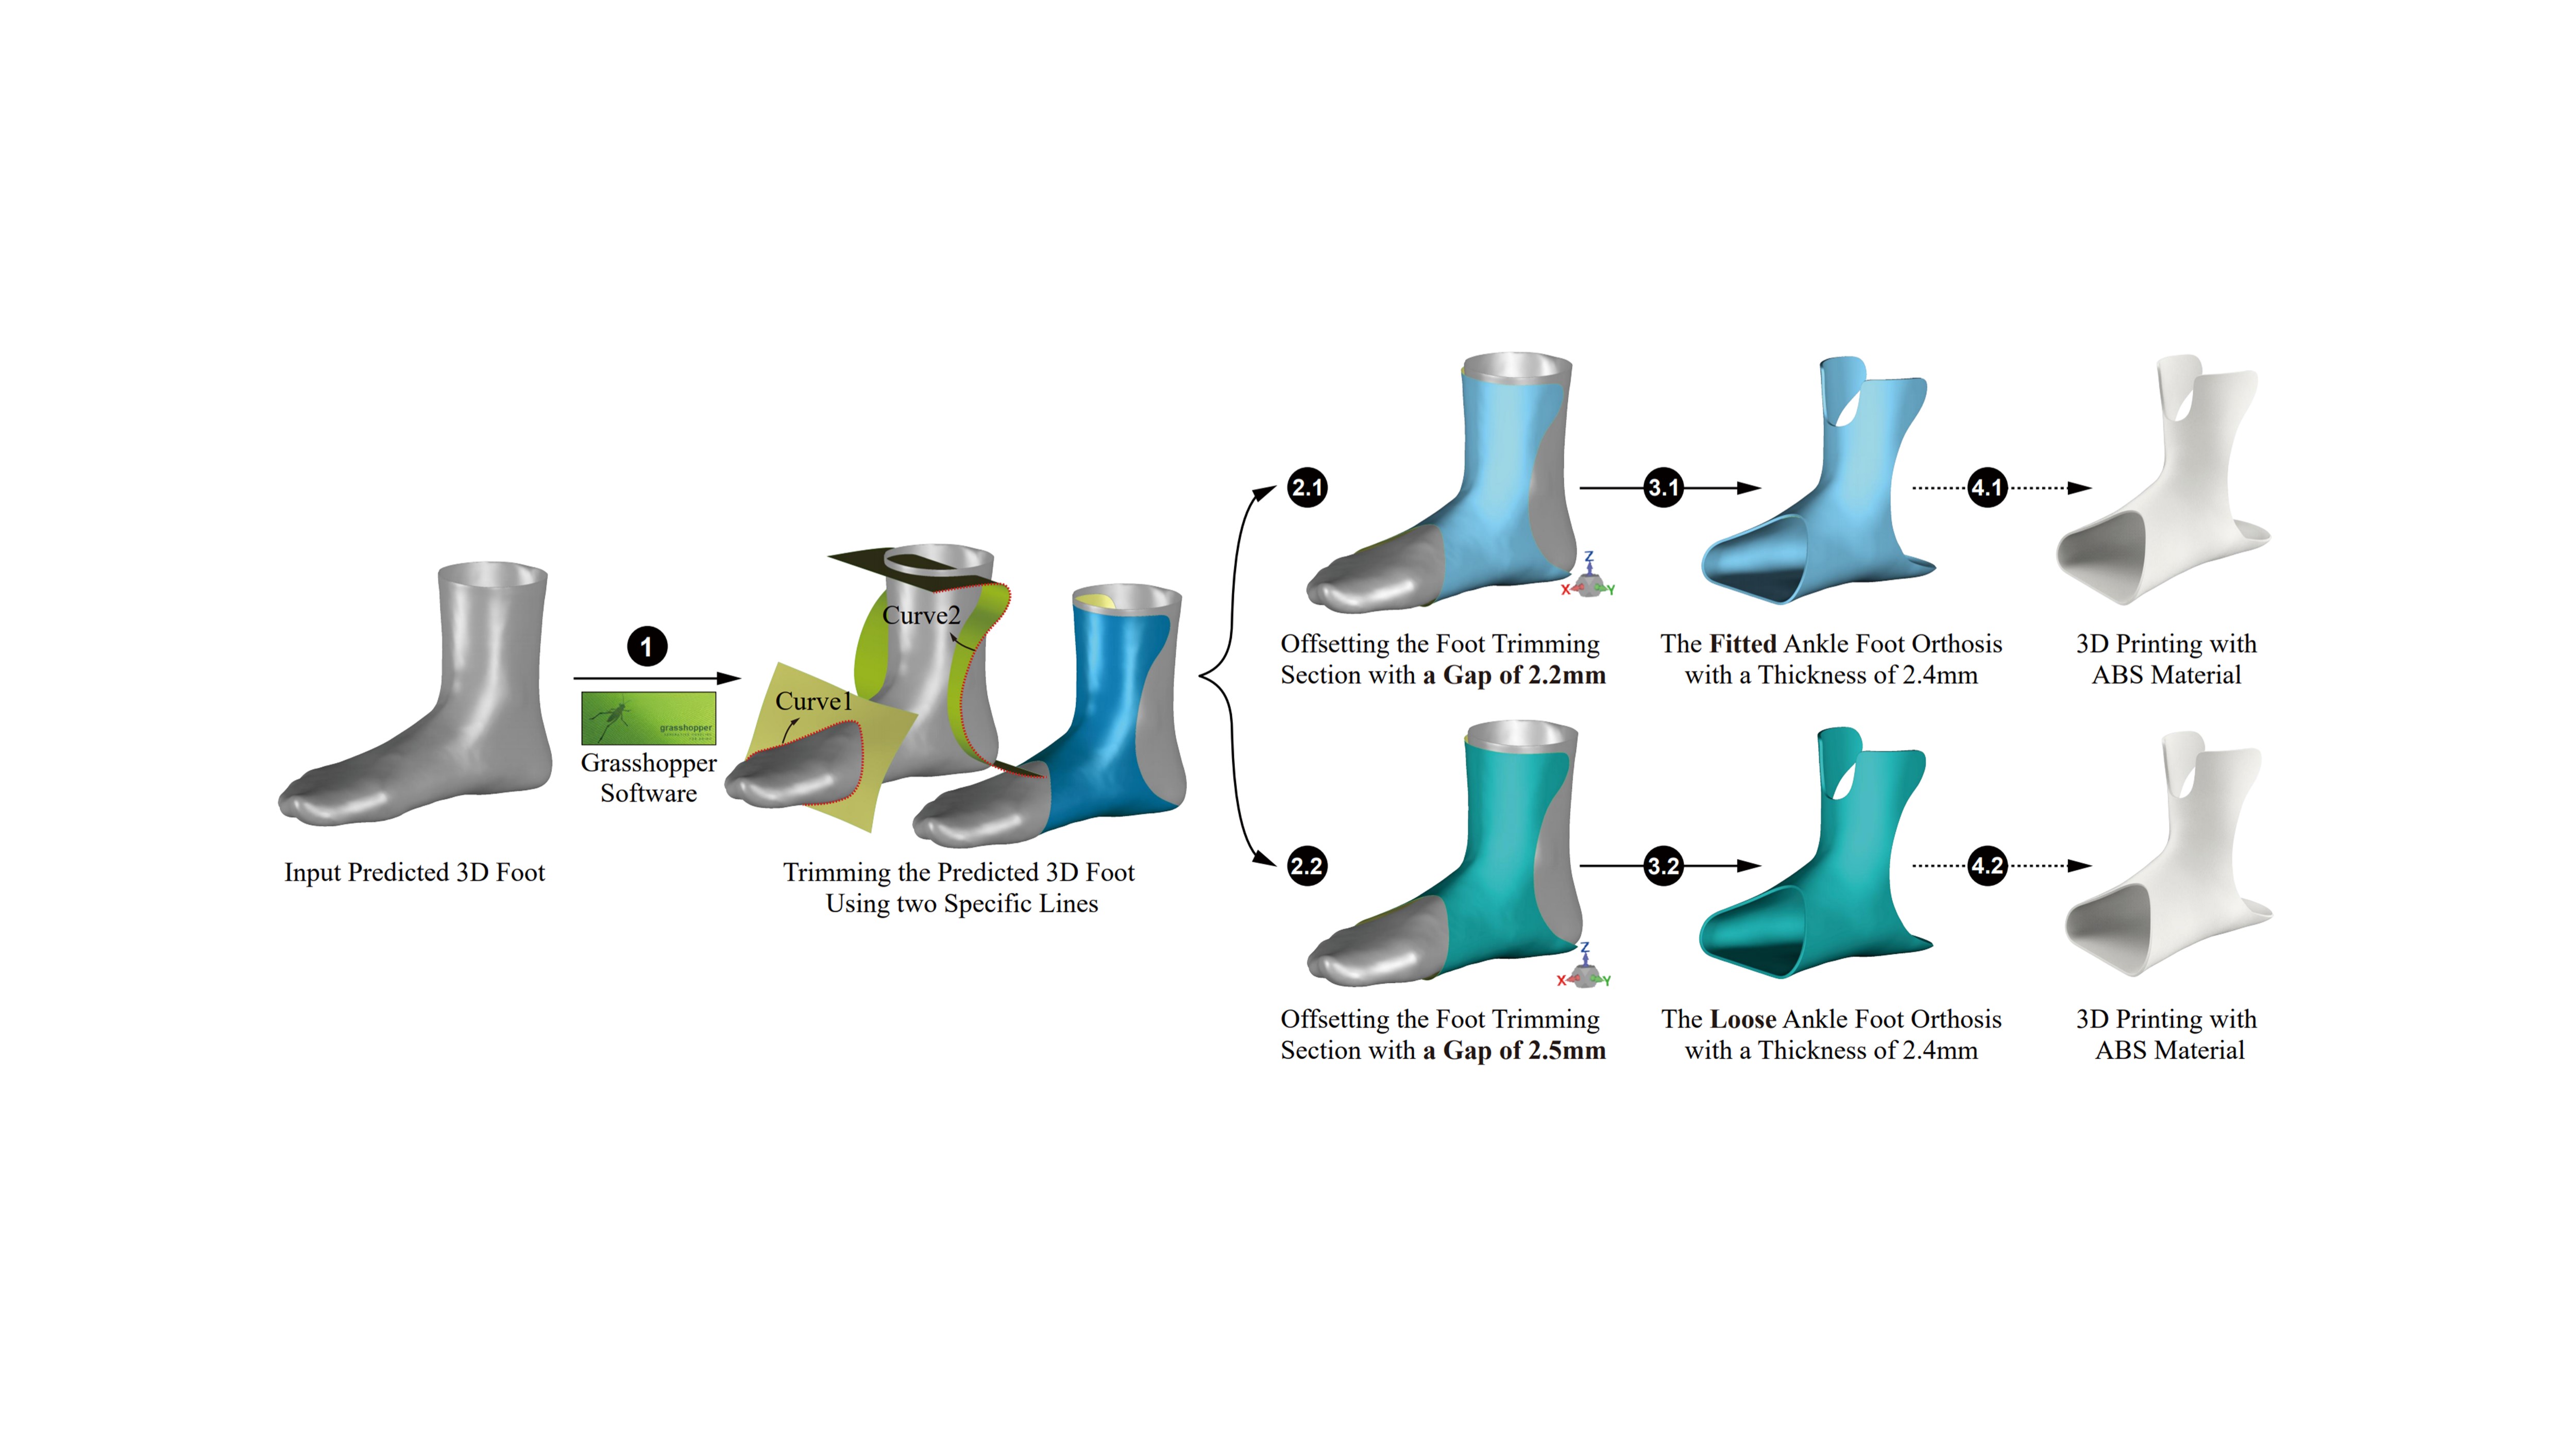 Input Predicted 3D Foot
1
grasshopper
Grasshopper
Software
Curve1
Curve2
Trimming the Predicted 3D Foot
Using two Specific Lines
2.1
Z
X
Y
Offsetting the Foot Trimming
Section with a Gap of 2.2mm
3.1
The Fitted Ankle Foot Orthosis
with a Thickness of 2.4mm
4.1
3D Printing with
ABS Material
2.2
Z
X
Y
Offsetting the Foot Trimming
Section with a Gap of 2.5mm
3.2
The Loose Ankle Foot Orthosis
with a Thickness of 2.4mm
4.2
3D Printing with
ABS Material